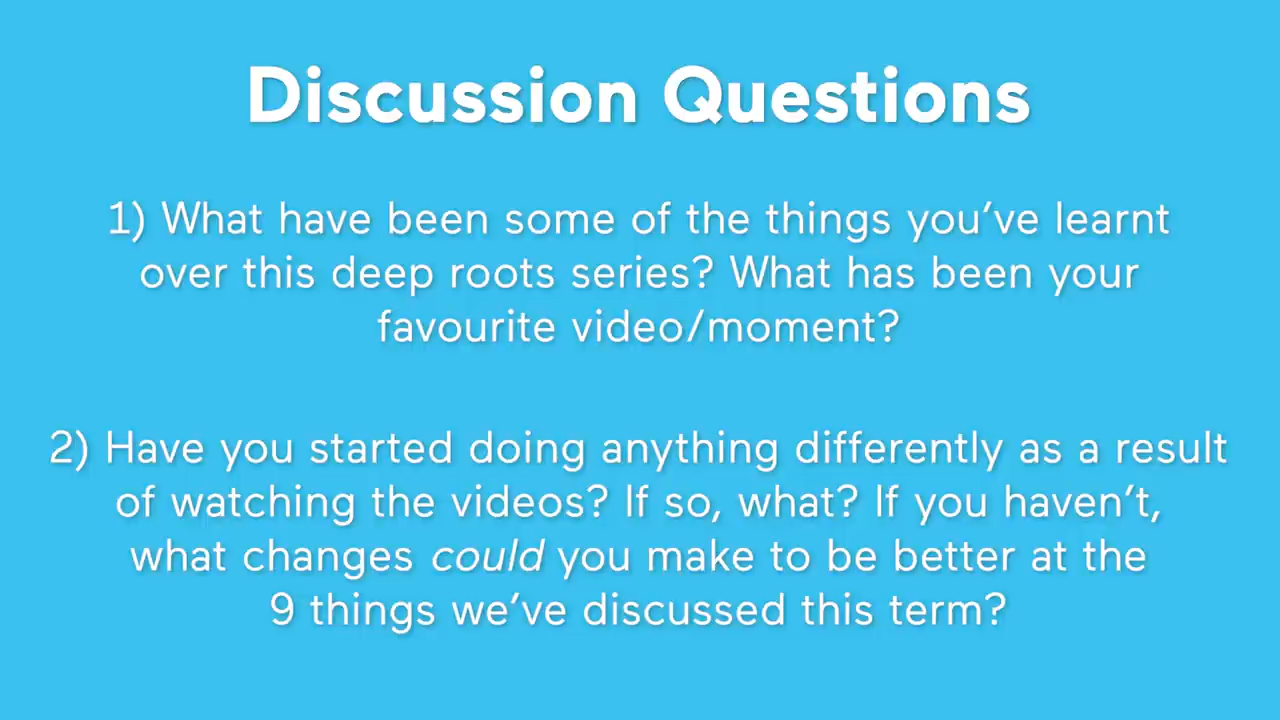 Discussion Questions
1) What have been some of the things you’ve learnt
over this deep roots series? What has been your
favourite video/moment?
2) Have you started doing anything differently as a result
of watching the videos? If so, what? If you haven’t,
what changes could you make to be better at the
9 things we’ve discussed this term?